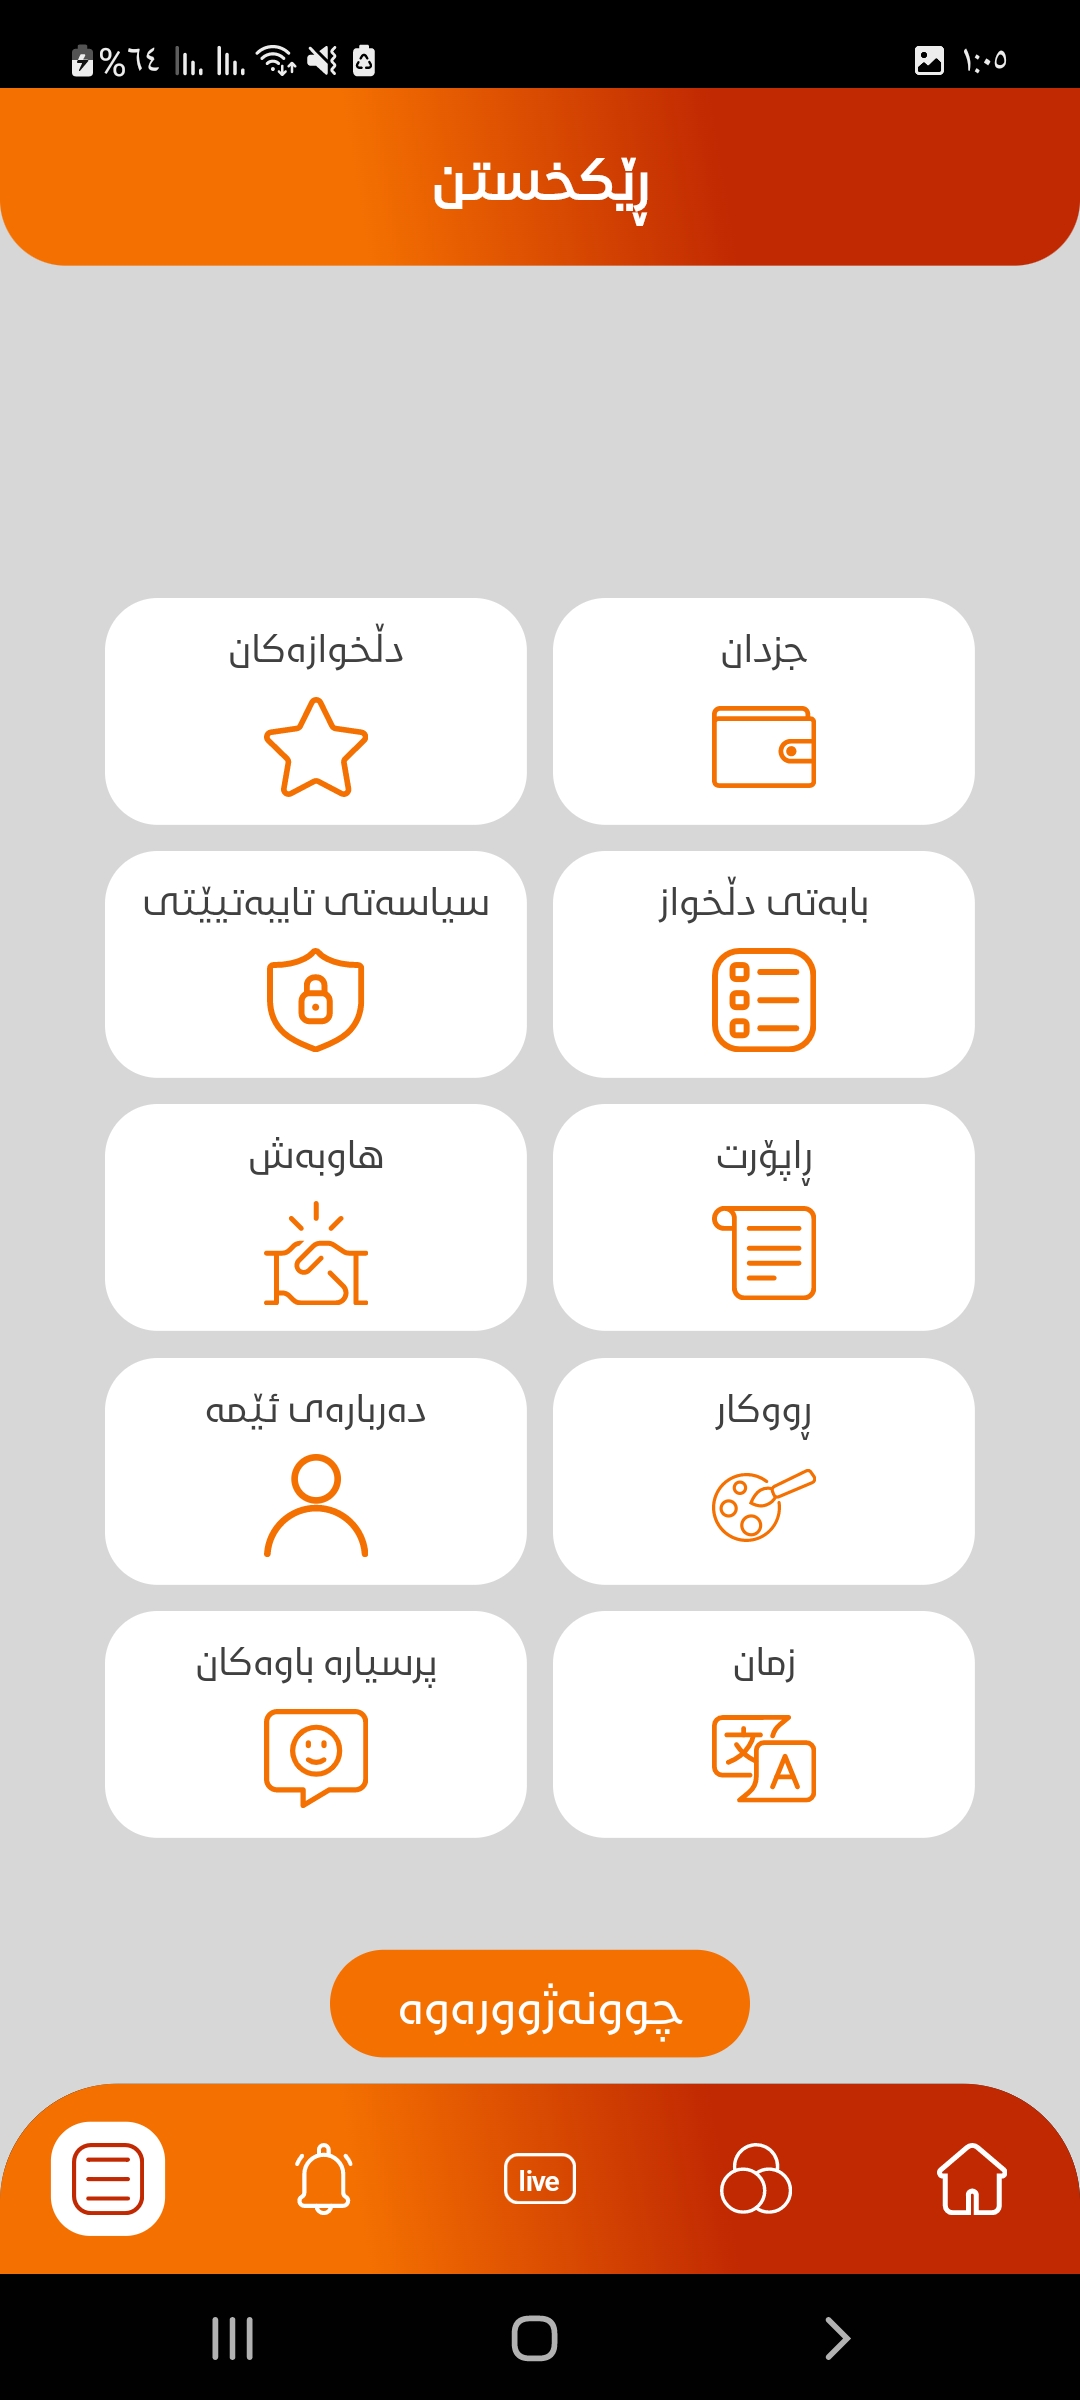 ١:٠٥
%٦٤
ڕێکخستن
جزدان
دڵخوازەکان
بابەتی دڵخواز
سیاسەتی تایبەتیێتی
ڕاپۆرت
هاوبەش
ڕووکار
دەربارەی ئێمە
زمان
پرسیارە باوەکان
چوونەژوورەوە
live